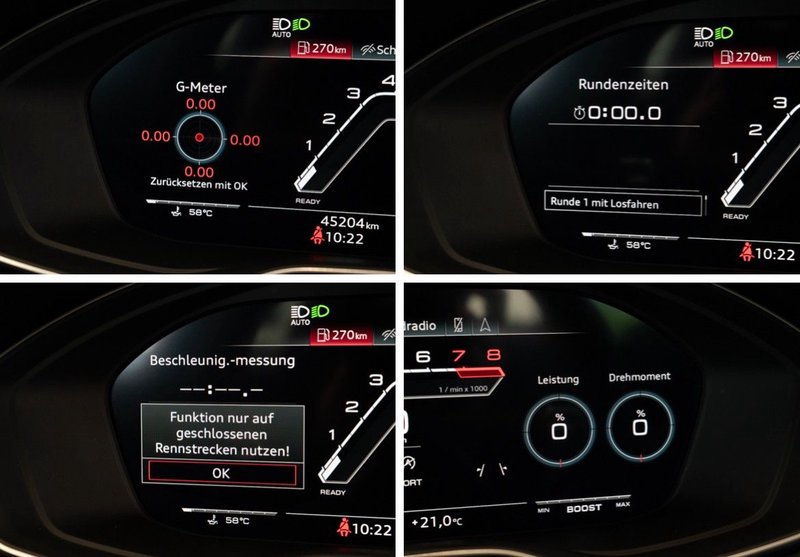 AUTO
270km
Sch
G-Meter
0.00
0.00
0.00
0.00
Zurücksetzen mit OK
1
2
3
4
READY
58°C
45204km
10:22
AUTO
270km
Rundenzeiten
0:00.0
Runde 1 mit Losfahren
1
2
3
READY
58°C
10:22
AUTO
270km
Beschleunig.-messung
--:--.-
Funktion nur auf
geschlossenen
Rennstrecken nutzen!
OK
1
2
3
READY
58°C
10:22
dradio
6 7 8
1 / min x 1000
Leistung
%
0
Drehmoment
%
0
ORT
+21,0°C
MIN BOOST MAX